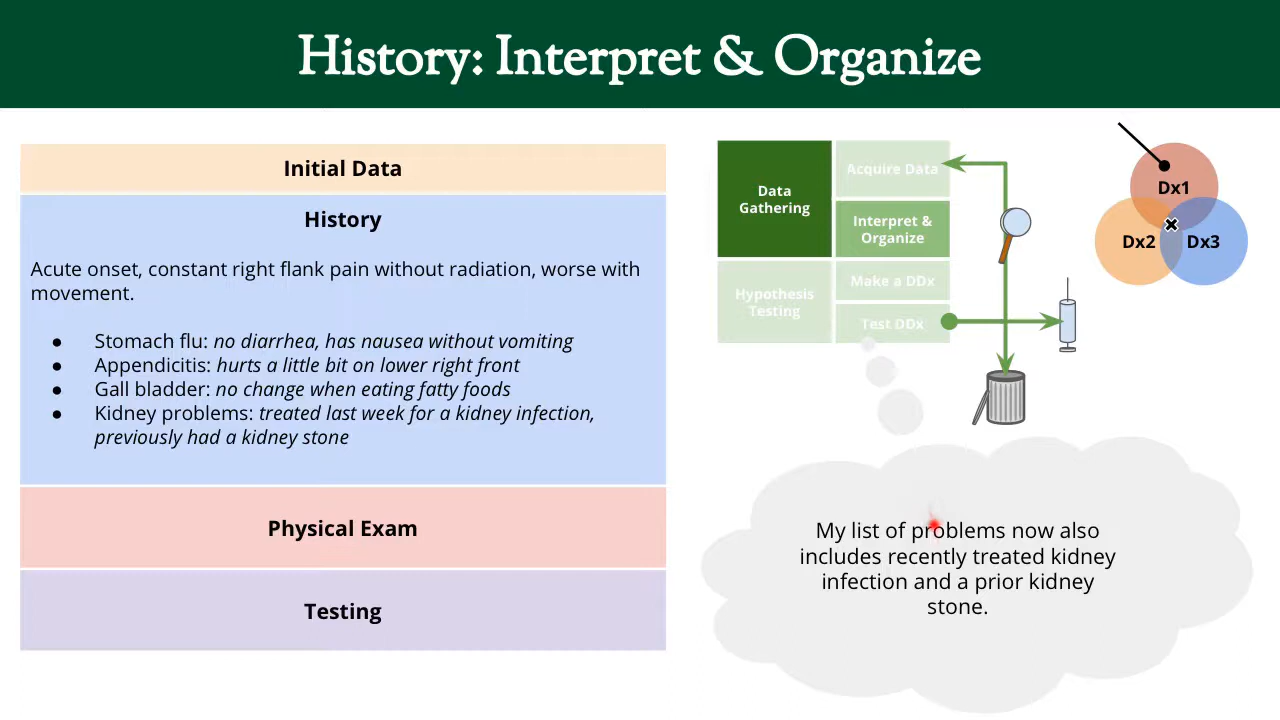 History: Interpret & Organize
Initial Data
History
Acute onset, constant right flank pain without radiation, worse with
movement.
● Stomach flu: no diarrhea, has nausea without vomiting
● Appendicitis: hurts a little bit on lower right front
● Gall bladder: no change when eating fatty foods
● Kidney problems: treated last week for a kidney infection,
previously had a kidney stone
Physical Exam
Testing
Data
Gathering
Acquire Data
Interpret &
Organize
Hypothesis
Testing
Make a DDx
Test DDx
Dx1
Dx2
Dx3
My list of problems now also
includes recently treated kidney
infection and a prior kidney
stone.